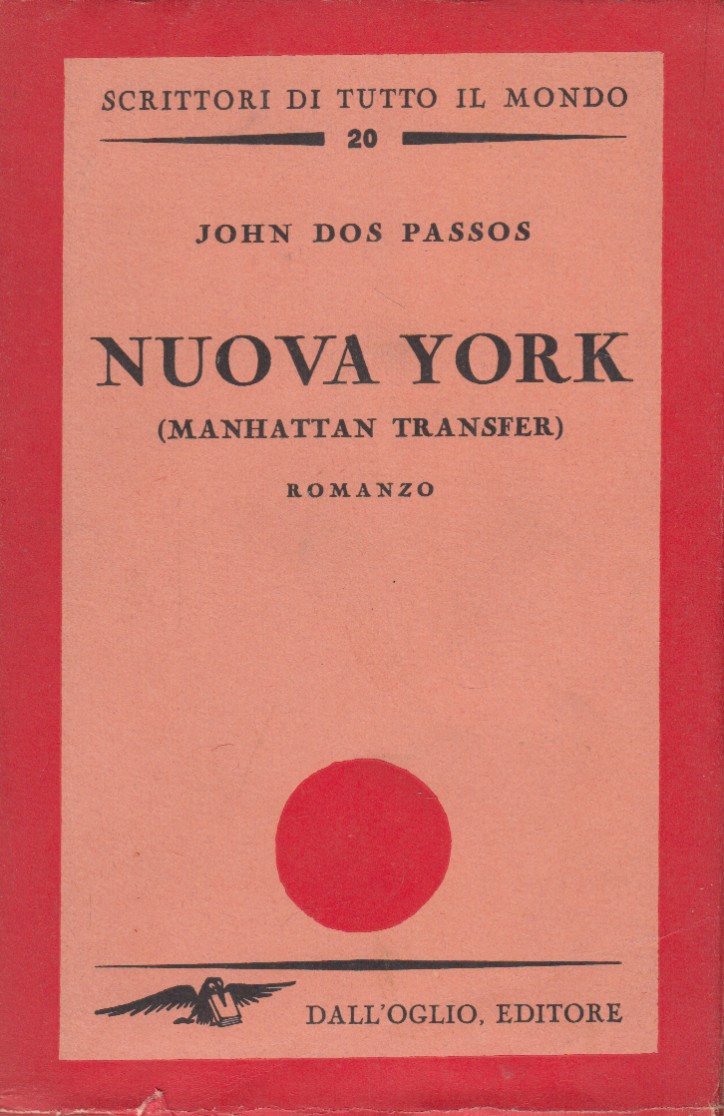 SCRITTORI DI TUTTO IL MONDO
20
JOHN DOS PASSOS
NUOVA YORK
(MANHATTAN TRANSFER)
ROMANZO
DALL'OGLIO, EDITORE